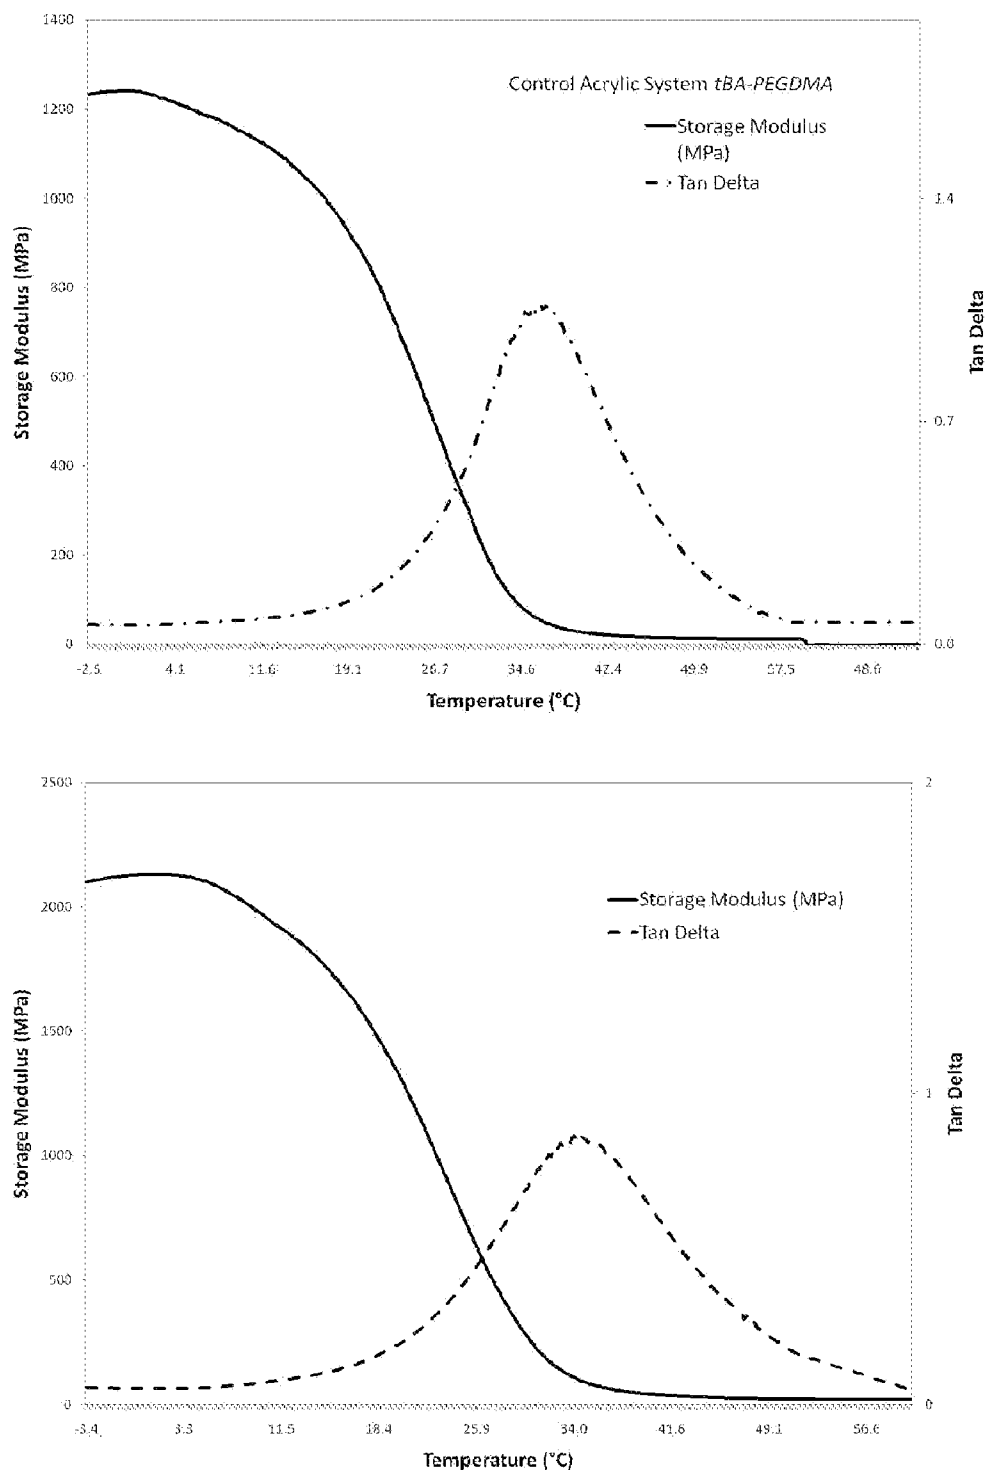 1400
1200
1000
800
600
400
200
0
Storage Modulus (MPa)
Control Acrylic System tBA-PEGDMA
Storage Modulus
(MPa)
Tan Delta
1.4
0.7
0.0
Tan Delta
4.3
11.6
19.1
26.7
34.6
42.4
49.9
57.5
48.6
Temperature (°C)
2500
2000
1500
1000
500
0
Storage Modulus (MPa)
Storage Modulus (MPa)
Tan Delta
2
1
0
Tan Delta
-3.4 3.3 11.5 18.4 25.9 34.0 41.6 49.1 56.6
Temperature (°C)